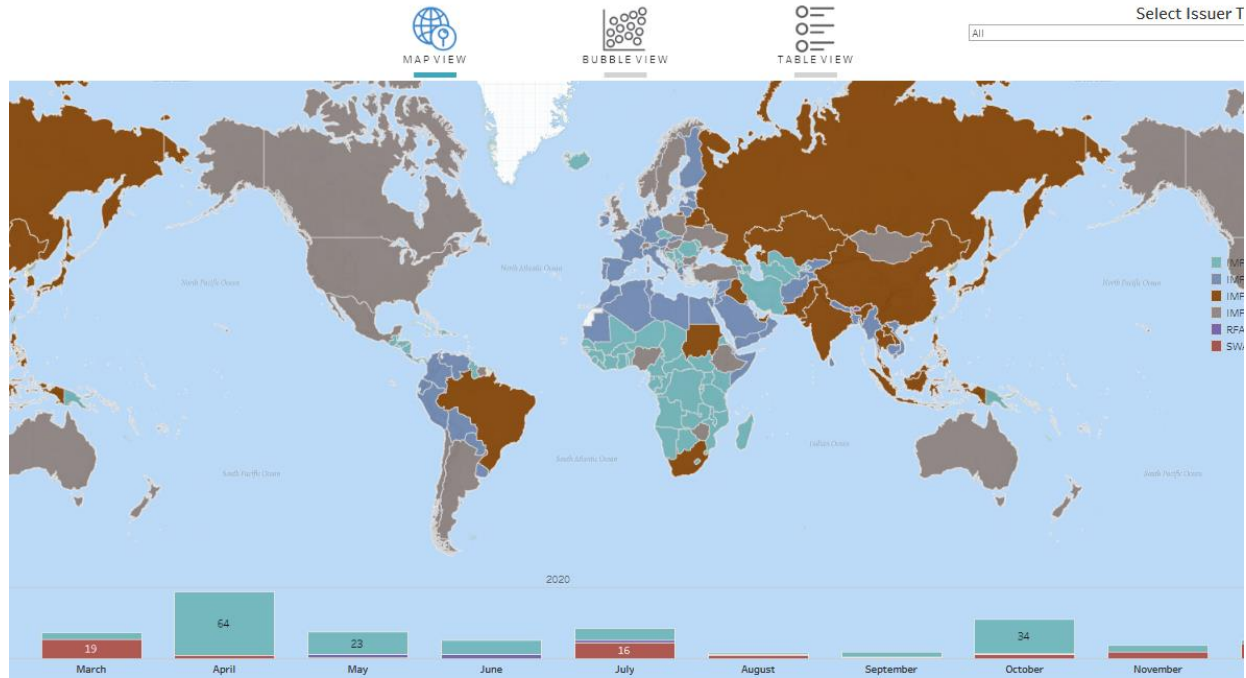 Select Issuer T
All
MAP VIEW
BUBBLE VIEW
TABLE VIEW
North Atlantic Ocean
North Pacific Ocean
North Pacific Ocean
IMF
IMF
IMF
IMF
RFA
SWA
Indian Ocean
South Atlantic Ocean
South Pacific Ocean
South Pacific Ocean
2020
64
34
23
19
16
March
April
May
June
July
August
September
October
November